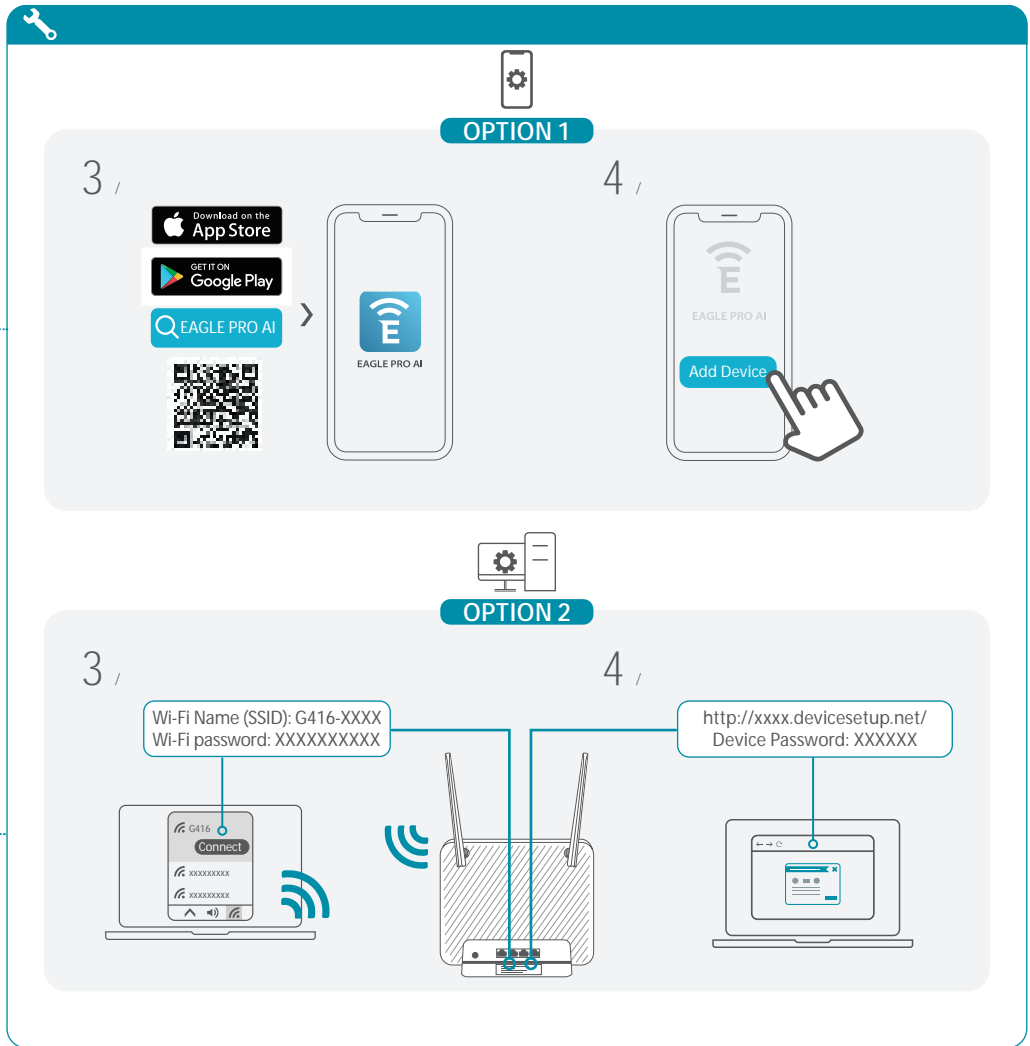 OPTION 1
3 /
Download on the
App Store
GET IT ON
Google Play
EAGLE PRO AI
E
EAGLE PRO AI
4 /
E
EAGLE PRO AI
Add Device
OPTION 2
3 /
Wi-Fi Name (SSID): G416-XXXX
Wi-Fi password: XXXXXXXXXX
G416
Connect
xxxxxxxxx
xxxxxxxxx
4 /
http://xxxx.devicesetup.net/
Device Password: XXXXXX